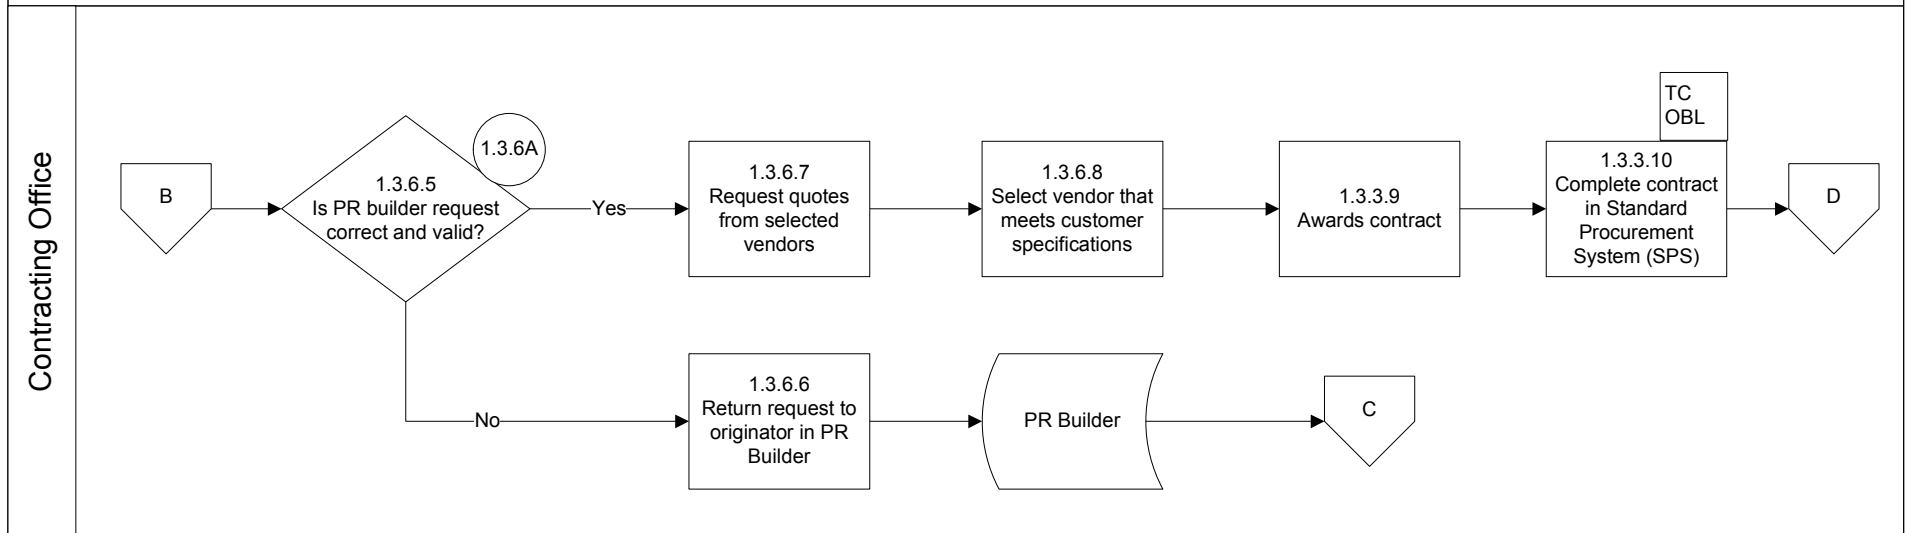 Contracting Office
B
1.3.6.5
Is PR builder request
correct and valid?
1.3.6A
Yes
1.3.6.7
Request quotes
from selected
vendors
1.3.6.8
Select vendor that
meets customer
specifications
1.3.3.9
Awards contract
TC
OBL
1.3.3.10
Complete contract
in Standard
Procurement
System (SPS)
D
No
1.3.6.6
Return request to
originator in PR
Builder
PR Builder
C